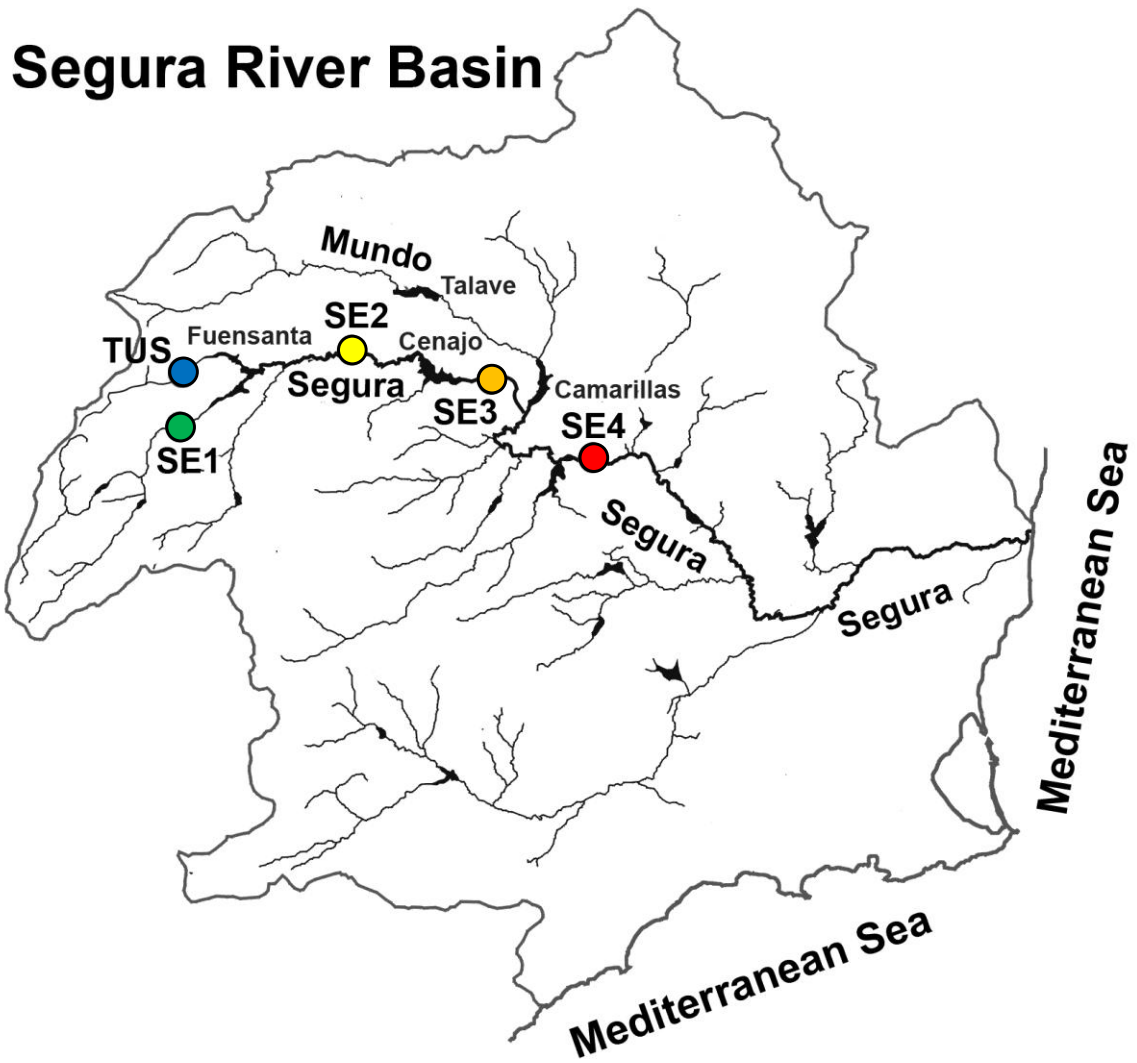 Segura River Basin
Mundo
Talave
SE2
Fuensanta
Cenajo
TUS
Segura
Camarillas
SE3
SE4
SE1
Segura
Segura
Mediterranean Sea
Mediterranean Sea